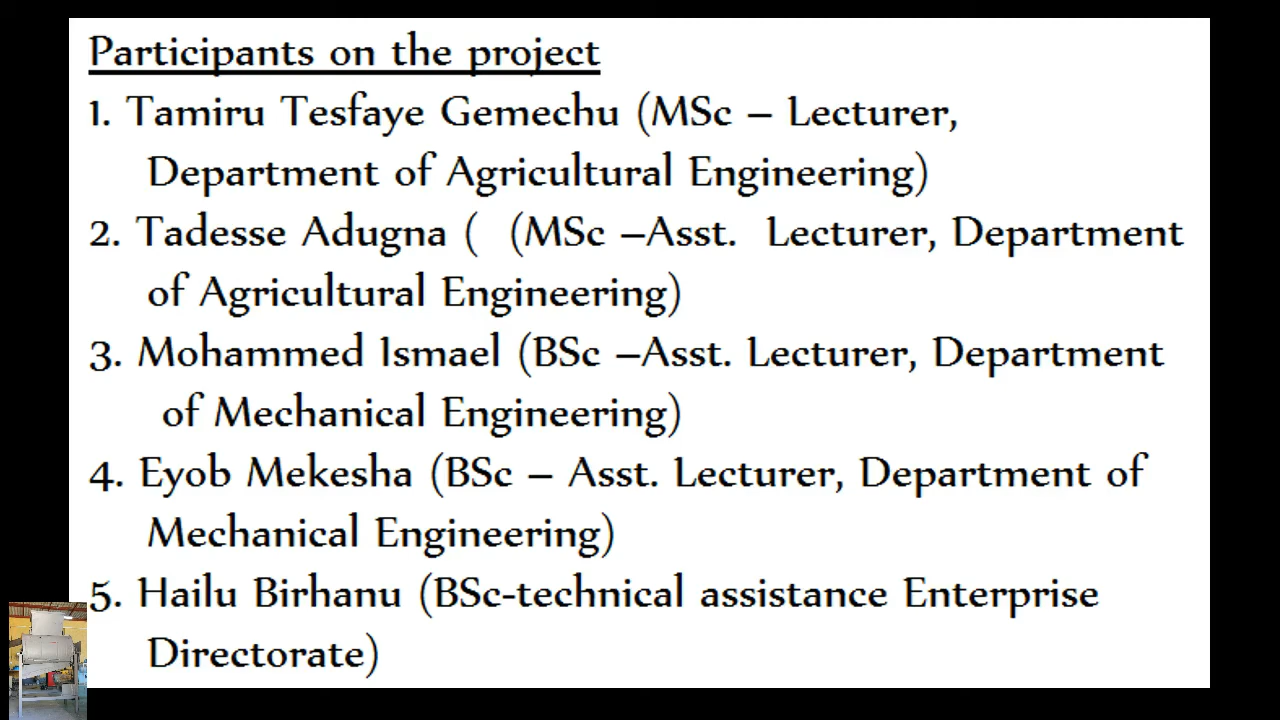 Participants on the project
1. Tamiru Tesfaye Gemechu (MSc – Lecturer,
Department of Agricultural Engineering)
2. Tadesse Adugna ( (MSc –Asst. Lecturer, Department
of Agricultural Engineering)
3. Mohammed Ismael (BSc –Asst. Lecturer, Department
of Mechanical Engineering)
4. Eyob Mekesha (BSc – Asst. Lecturer, Department of
Mechanical Engineering)
5. Hailu Birhanu (BSc-technical assistance Enterprise
Directorate)